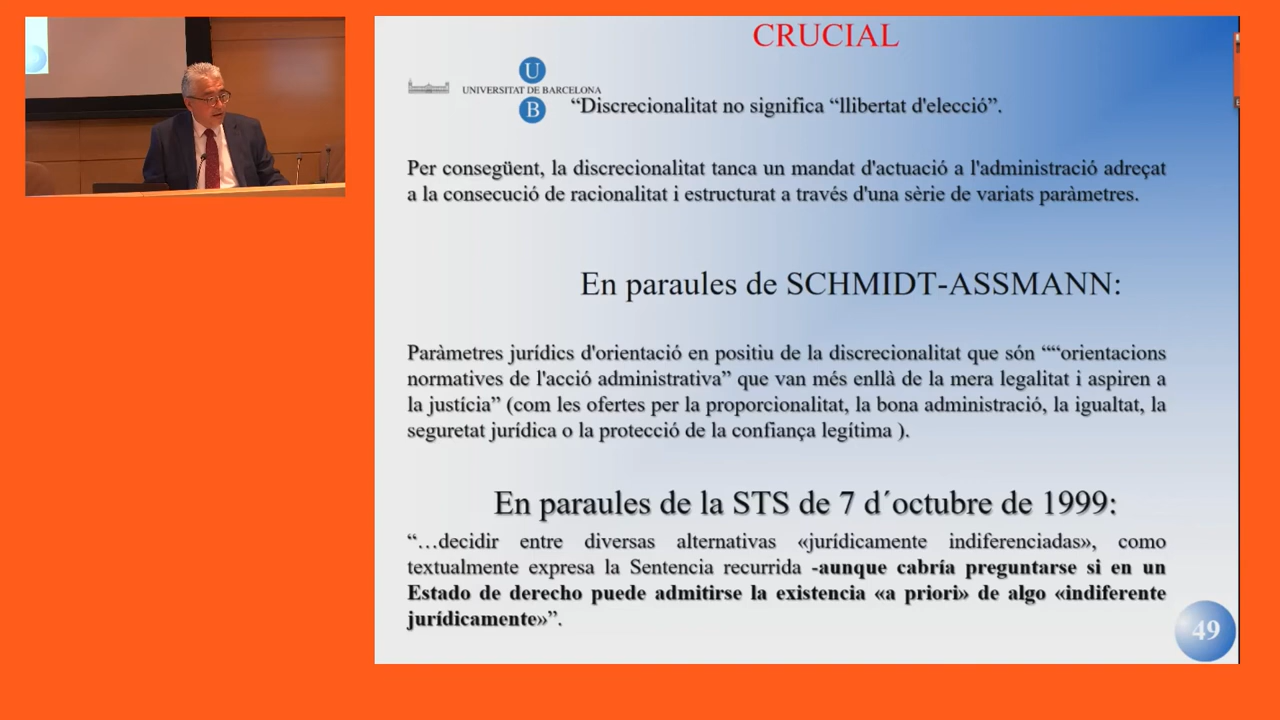 CRUCIAL
U
UNIVERSITAT DE BARCELONA
B
“Discrecionalitat no significa “llibertat d'elecció”.
Per consegüent, la discrecionalitat tanca un mandat d'actuació a l'administració adreçat
a la consecució de racionalitat i estructurat a través d'una sèrie de variats paràmetres.
En paraules de SCHMIDT-ASSMANN:
Paràmetres jurídics d'orientació en positiu de la discrecionalitat que són “““orientacions
normatives de l'acció administrativa” que van més enllà de la mera legalitat i aspiren a
la justícia” (com les ofertes per la proporcionalitat, la bona administració, la igualtat, la
seguretat jurídica o la protecció de la confiança legítima ).
En paraules de la STS de 7 d´octubre de 1999:
“…decidir entre diversas alternativas «jurídicamente indiferenciadas», como
textualmente expresa la Sentencia recurrida -aunque cabría preguntarse si en un
Estado de derecho puede admitirse la existencia «a priori» de algo «indiferente
jurídicamente»”.
49